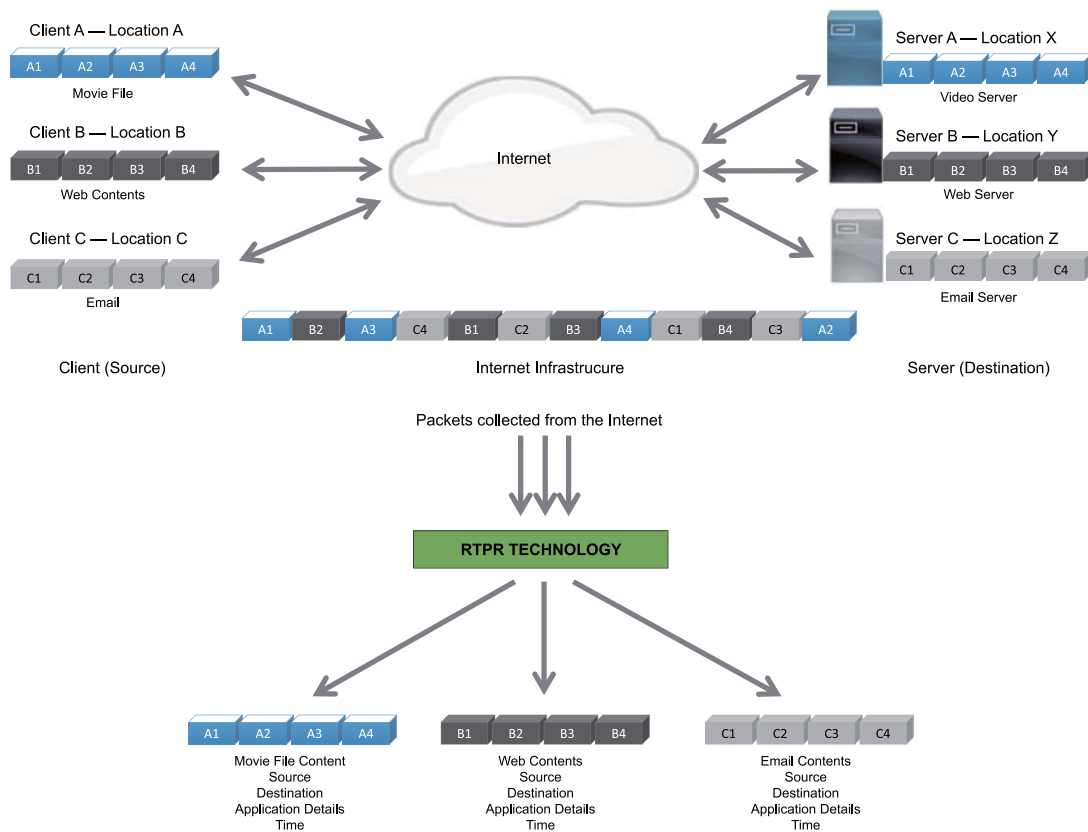 Client A — Location A
A1 A2 A3 A4
Movie File
Client B — Location B
B1 B2 B3 B4
Web Contents
Client C — Location C
C1 C2 C3 C4
Email
Internet
Server A — Location X
A1 A2 A3 A4
Video Server
Server B — Location Y
B1 B2 B3 B4
Web Server
Server C — Location Z
C1 C2 C3 C4
Email Server
A1 B2 A3 C4 B1 C2 B3 A4 C1 B4 C3 A2
Client (Source)
Internet Infrastrucure
Server (Destination)
Packets collected from the Internet
RTPR TECHNOLOGY
A1 A2 A3 A4
Movie File Content
Source
Destination
Application Details
Time
B1 B2 B3 B4
Web Contents
Source
Destination
Application Details
Time
C1 C2 C3 C4
Email Contents
Source
Destination
Application Details
Time